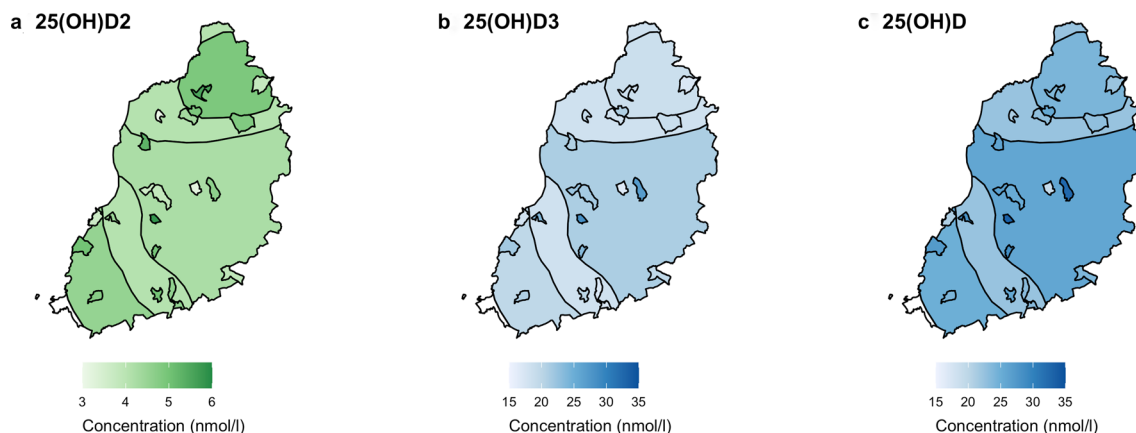 a 25(OH)D2
b 25(OH)D3
c 25(OH)D
3 4 5 6
Concentration (nmol/l)
15 20 25 30 35
Concentration (nmol/l)
15 20 25 30 35
Concentration (nmol/l)